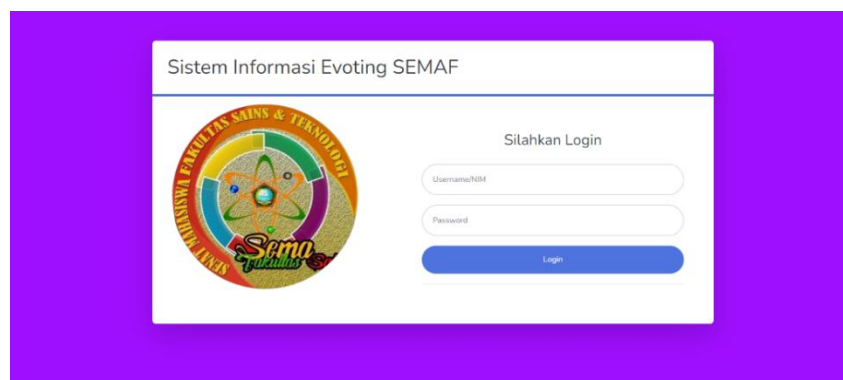 Sistem Informasi Evoting SEMAF
SENAT MAHASISWA FAKULTAS SAINS & TEKNOLOGI
Sema
Fakultas
Silahkan Login
Username/NIM
Password
Login